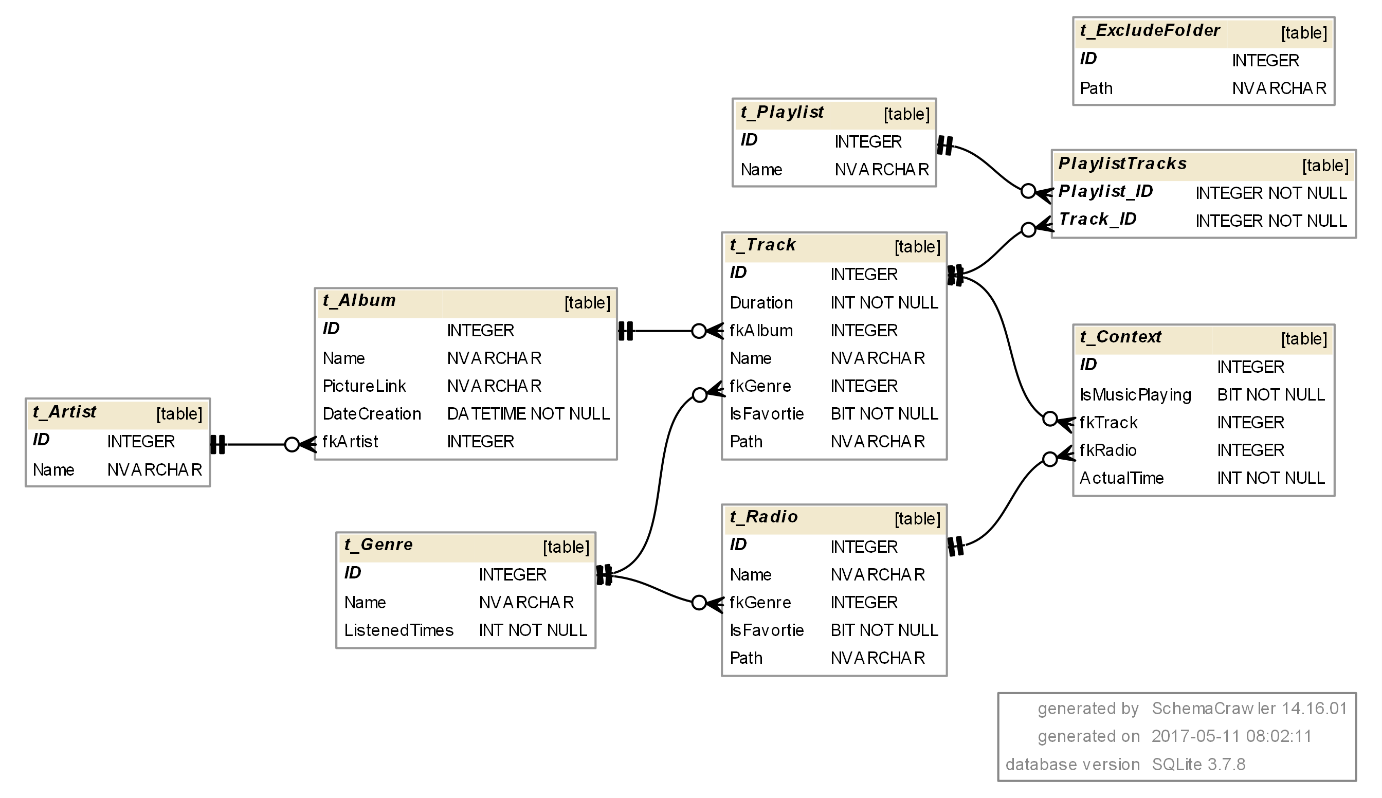 t_ExcludeFolder [table]
ID INTEGER
Path NVARCHAR
t_Playlist [table]
ID INTEGER
Name NVARCHAR
PlaylistTracks [table]
Playlist_ID INTEGER NOT NULL
Track_ID INTEGER NOT NULL
t_Track [table]
ID INTEGER
Duration INT NOT NULL
fkAlbum INTEGER
Name NVARCHAR
fkGenre INTEGER
IsFavortie BIT NOT NULL
Path NVARCHAR
t_Album [table]
ID INTEGER
Name NVARCHAR
PictureLink NVARCHAR
DateCreation DATETIME NOT NULL
fkArtist INTEGER
t_Context [table]
ID INTEGER
IsMusicPlaying BIT NOT NULL
fkTrack INTEGER
fkRadio INTEGER
ActualTime INT NOT NULL
t_Artist [table]
ID INTEGER
Name NVARCHAR
t_Radio [table]
ID INTEGER
Name NVARCHAR
fkGenre INTEGER
IsFavortie BIT NOT NULL
Path NVARCHAR
t_Genre [table]
ID INTEGER
Name NVARCHAR
ListenedTimes INT NOT NULL
generated by SchemaCrawler 14.16.01
generated on 2017-05-11 08:02:11
database version SQLite 3.7.8